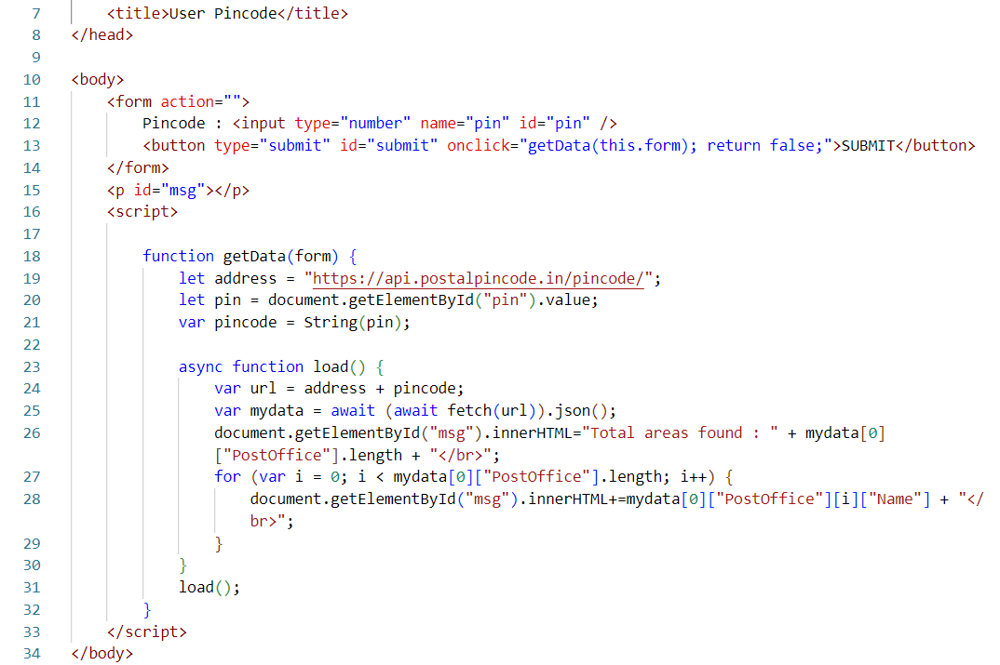 7 <title>User Pincode</title>
8 </head>
9
10 <body>
11 <form action="">
12 Pincode : <input type="number" name="pin" id="pin" />
13 <button type="submit" id="submit" onclick="getData(this.form); return false;">SUBMIT</button>
14 </form>
15 <p id="msg"></p>
16 <script>
17
18 function getData(form) {
19 let address = "https://api.postalpincode.in/pincode/";
20 let pin = document.getElementById("pin").value;
21 var pincode = String(pin);
22
23 async function load() {
24 var url = address + pincode;
25 var mydata = await (await fetch(url)).json();
26 document.getElementById("msg").innerHTML="Total areas found : " + mydata[0]
["PostOffice"].length + "</br>";
27 for (var i = 0; i < mydata[0]["PostOffice"].length; i++) {
28 document.getElementById("msg").innerHTML+=mydata[0]["PostOffice"][i]["Name"] + "</
br>";
29 }
30 }
31 load();
32 }
33 </script>
34 </body>